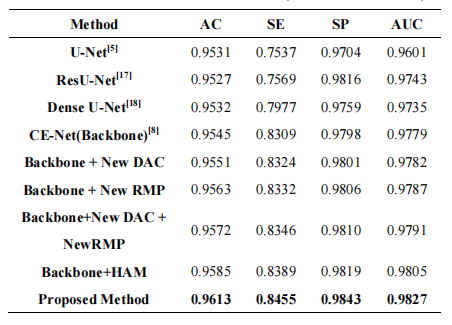 Method AC SE SP AUC
U-Net[5] 0.9531 0.7537 0.9704 0.9601
ResU-Net[17] 0.9527 0.7569 0.9816 0.9743
Dense U-Net[18] 0.9532 0.7977 0.9759 0.9735
CE-Net(Backbone)[8] 0.9545 0.8309 0.9798 0.9779
Backbone + New DAC 0.9551 0.8324 0.9801 0.9782
Backbone + New RMP 0.9563 0.8332 0.9806 0.9787
Backbone+New DAC +
NewRMP 0.9572 0.8346 0.9810 0.9791
Backbone+HAM 0.9585 0.8389 0.9819 0.9805
Proposed Method 0.9613 0.8455 0.9843 0.9827